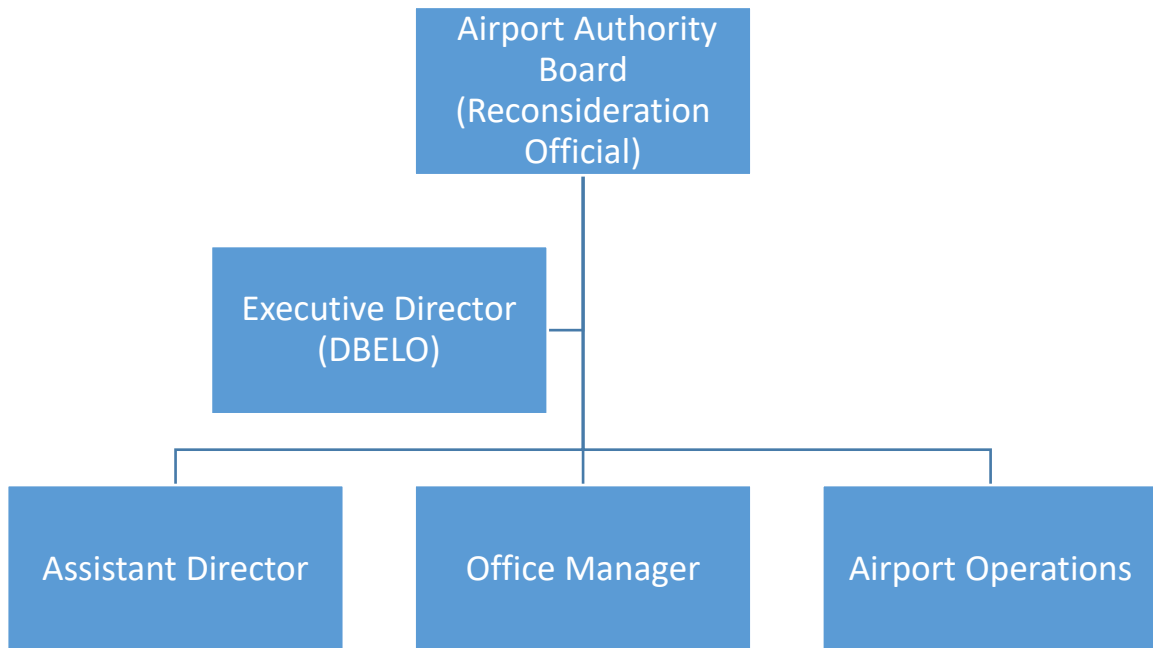 Airport Authority
Board
(Reconsideration
Official)
Executive Director
(DBELO)
Assistant Director
Office Manager
Airport Operations